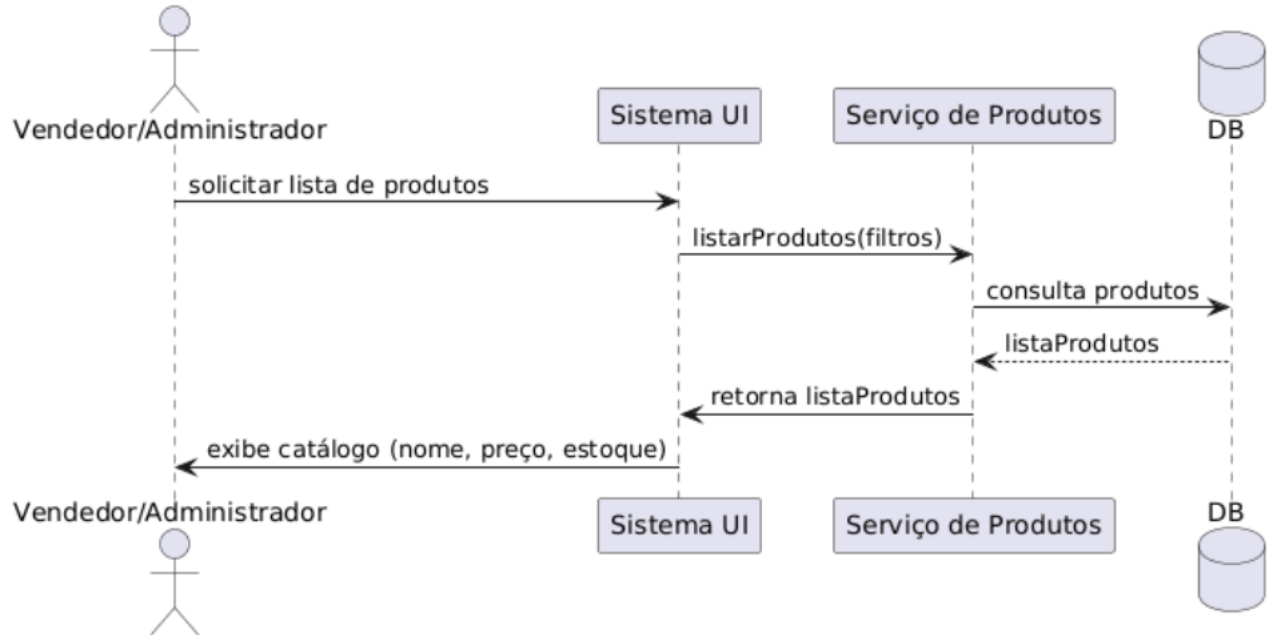 Vendedor/Administrador
Sistema UI
Serviço de Produtos
DB
solicitar lista de produtos
listarProdutos(filtros)
consulta produtos
listaProdutos
retorna listaProdutos
exibe catálogo (nome, preço, estoque)
Vendedor/Administrador
Sistema UI
Serviço de Produtos
DB